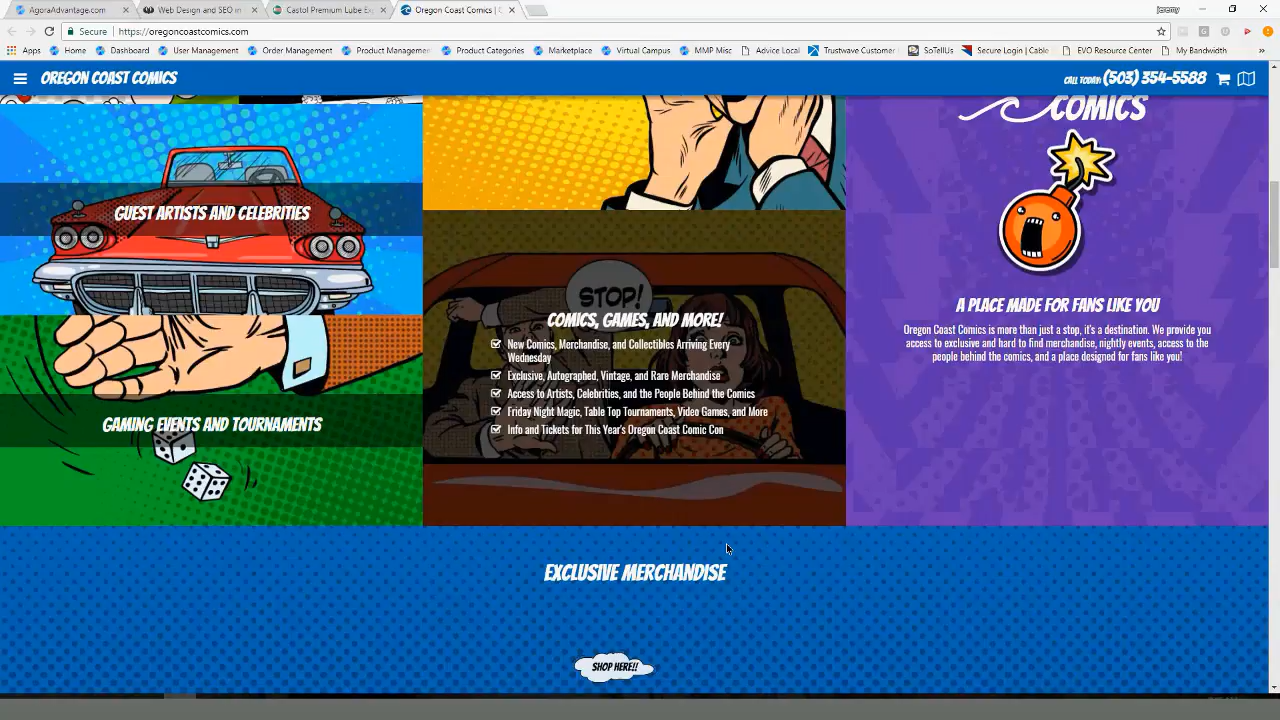 AgoraAdvantage.com
Web Design and SEO in
Castol Premium Lube Ex
Oregon Coast Comics |
jeremy
Secure
https://oregoncoastcomics.com
Apps
Home
Dashboard
User Management
Order Management
Product Managemen
Product Categories
Marketplace
Virtual Campus
MMP Misc
Advice Local
Trustwave Customer
SoTellUs
Secure Login | Cable
EVO Resource Center
My Bandwidth
OREGON COAST COMICS
CALL TODAY: (503) 354-5588
COMICS
GUEST ARTISTS AND CELEBRITIES
GAMING EVENTS AND TOURNAMENTS
STOP!
COMICS, GAMES, AND MORE!
New Comics, Merchandise, and Collectibles Arriving Every
Wednesday
Exclusive, Autographed, Vintage, and Rare Merchandise
Access to Artists, Celebrities, and the People Behind the Comics
Friday Night Magic, Table Top Tournaments, Video Games, and More
Info and Tickets for This Year's Oregon Coast Comic Con
A PLACE MADE FOR FANS LIKE YOU
Oregon Coast Comics is more than just a stop, it's a destination. We provide you
access to exclusive and hard to find merchandise, nightly events, access to the
people behind the comics, and a place designed for fans like you!
EXCLUSIVE MERCHANDISE
SHOP HERE!!